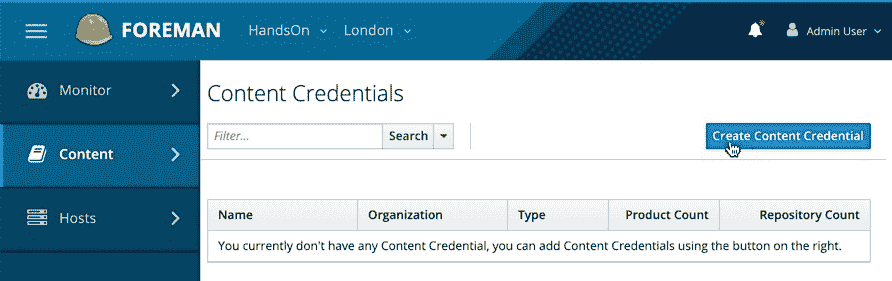 FOREMAN HandsOn London Admin User
Monitor
Content
Hosts
Content Credentials
Filter... Search Create Content Credential
Name Organization Type Product Count Repository Count
You currently don't have any Content Credential, you can add Content Credentials using the button on the right.